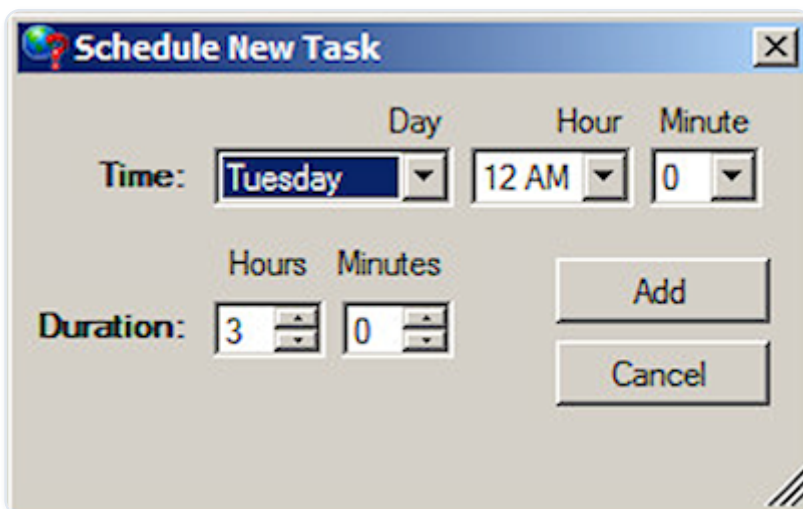 Schedule New Task
Day Hour Minute
Time: Tuesday 12 AM 0
Hours Minutes
Duration: 3 0
Add
Cancel